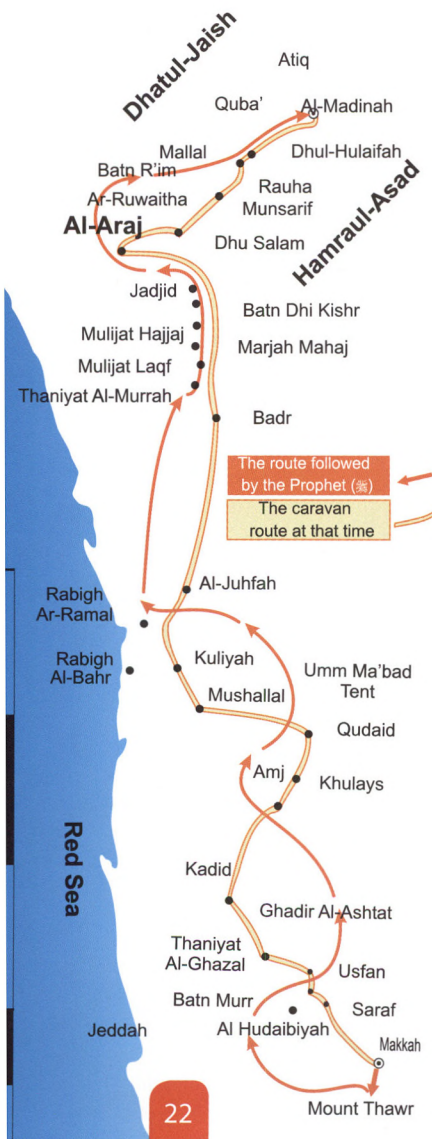 Dhatul-Jaish
Atiq
Quba’
Al-Madinah
Mallal
Dhul-Hulaifah
Batn R’im
Rauha
Ar-Ruwaitha
Munsarif
Al-Araj
Dhu Salam
Hamraul-Asad
Jadjid
Batn Dhi Kishr
Mulijat Hajjaj
Marjah Mahaj
Mulijat Laqf
Thaniyat Al-Murrah
Badr
The route followed
by the Prophet (ﷺ)
The caravan
route at that time
Al-Juhfah
Rabigh
Ar-Ramal
Rabigh
Al-Bahr
Kuliyah
Umm Ma’bad
Tent
Mushallal
Qudaid
Amj
Khulays
Red Sea
Kadid
Ghadir Al-Ashtat
Thaniyat
Al-Ghazal
Usfan
Batn Murr
Saraf
Jeddah
Al Hudaibiyah
Makkah
Mount Thawr
22